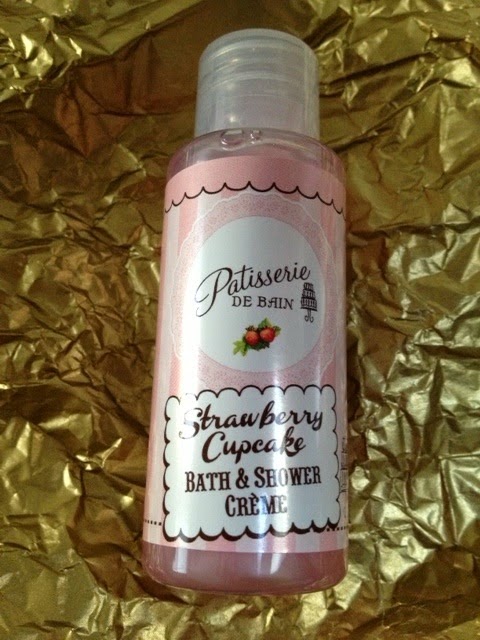 Patisserie
DE BAIN
Strawberry
Cupcake
BATH & SHOWER
CRÈME